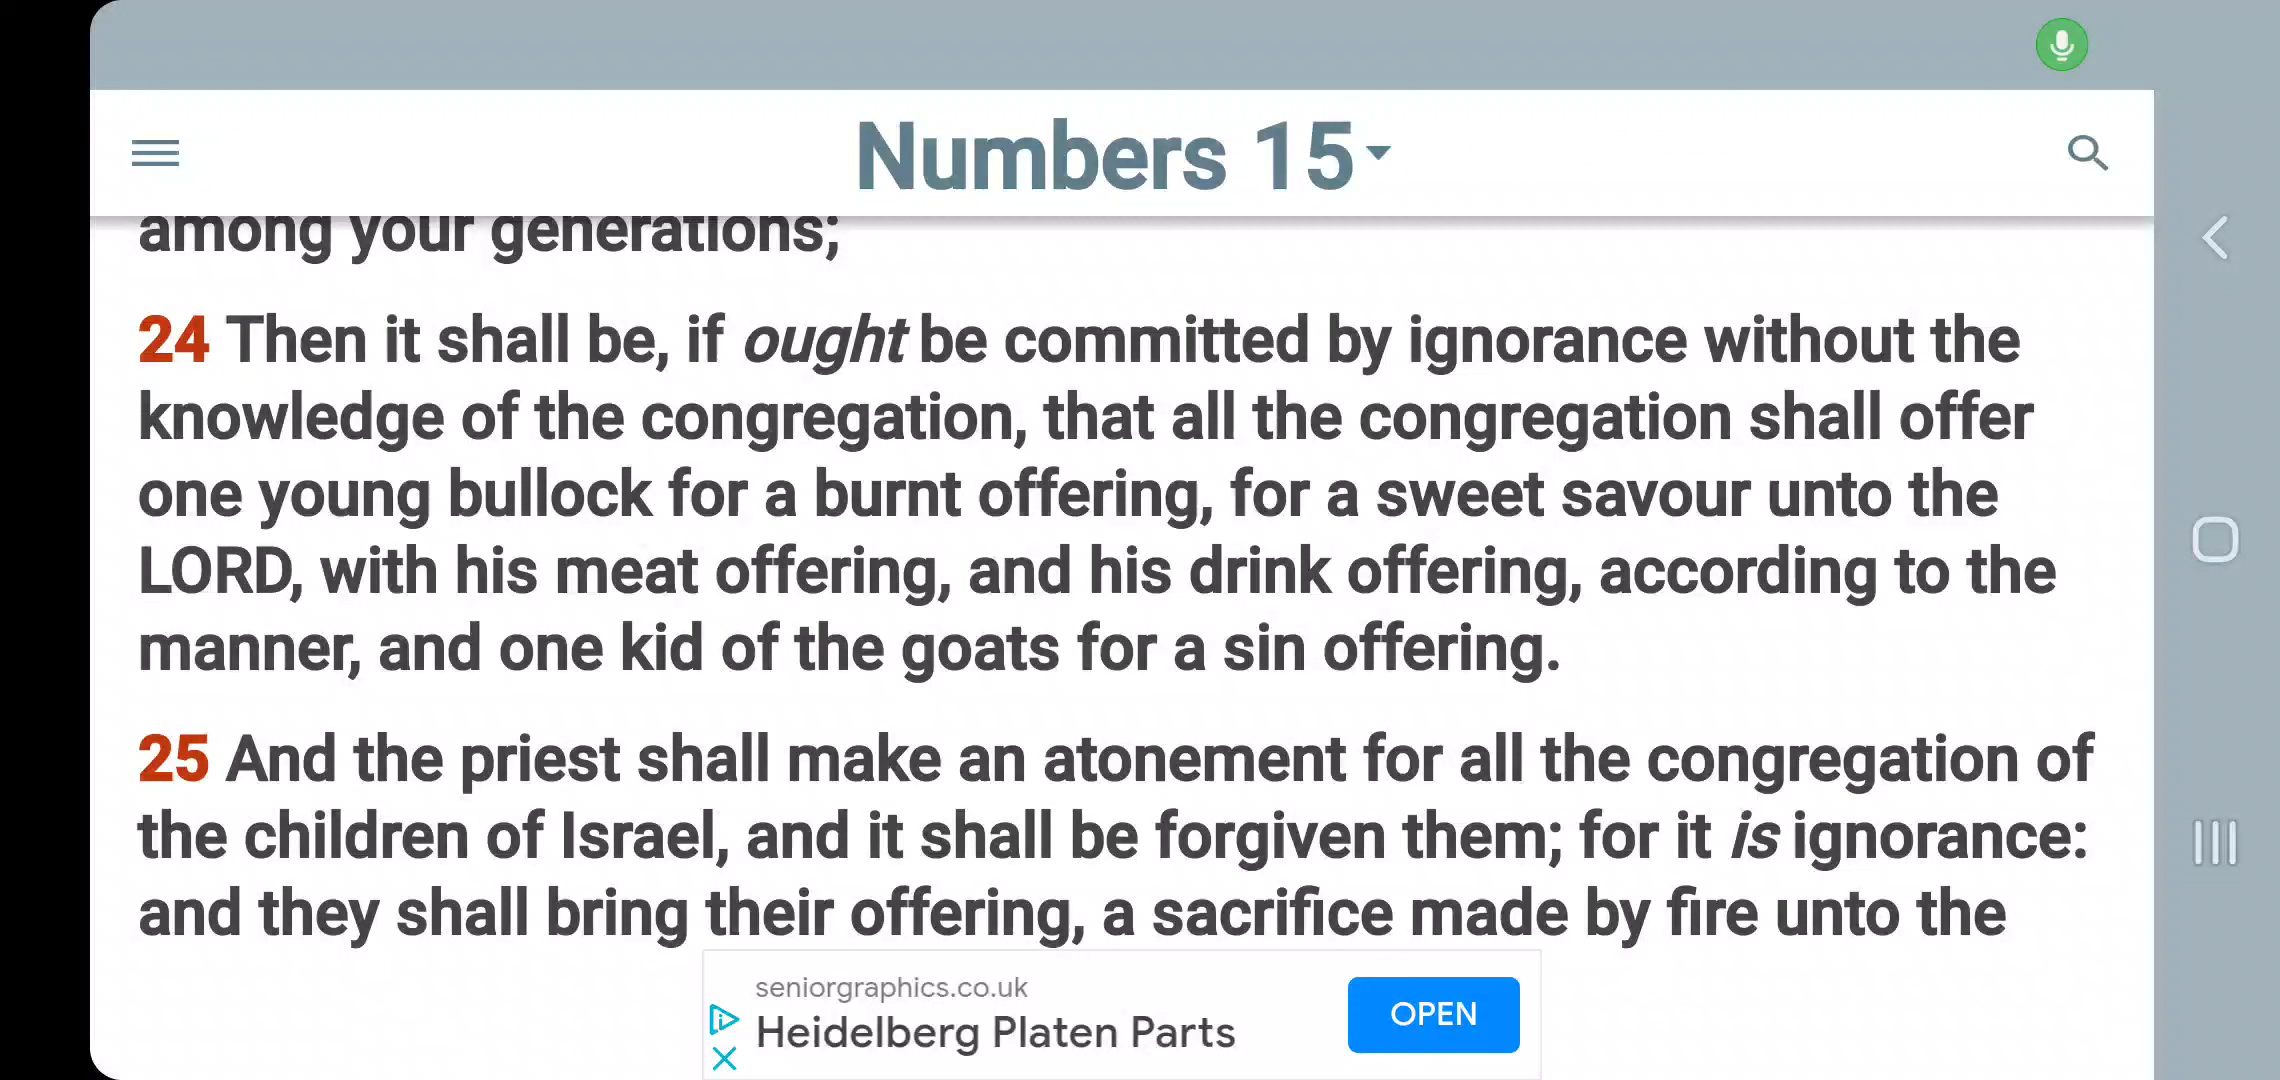 Numbers 15
among your generations;
24 Then it shall be, if ought be committed by ignorance without the
knowledge of the congregation, that all the congregation shall offer
one young bullock for a burnt offering, for a sweet savour unto the
LORD, with his meat offering, and his drink offering, according to the
manner, and one kid of the goats for a sin offering.
25 And the priest shall make an atonement for all the congregation of
the children of Israel, and it shall be forgiven them; for it is ignorance:
and they shall bring their offering, a sacrifice made by fire unto the
seniorgraphics.co.uk
Heidelberg Platen Parts
OPEN